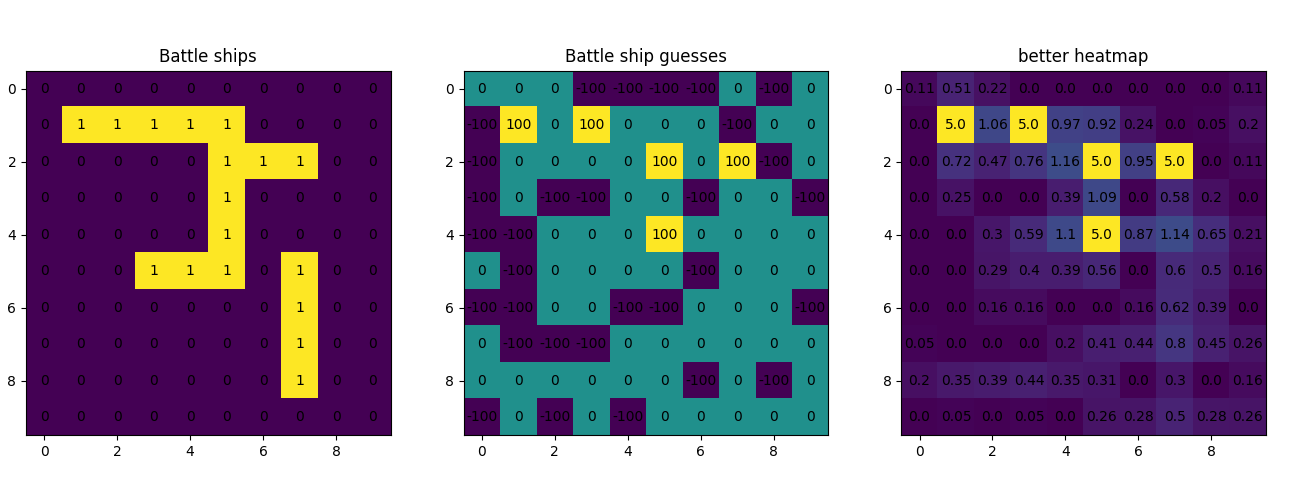 Battle ships
0 0 0 0 0 0 0 0 0 0 0
0 1 1 1 1 1 0 0 0 0
2 0 0 0 0 0 1 1 1 0 0
0 0 0 0 0 1 0 0 0 0
4 0 0 0 0 0 1 0 0 0 0
0 0 0 1 1 1 0 1 0 0
6 0 0 0 0 0 0 0 1 0 0
0 0 0 0 0 0 0 1 0 0
8 0 0 0 0 0 0 0 1 0 0
0 0 0 0 0 0 0 0 0 0
0 2 4 6 8
Battle ship guesses
0 0 0 0 -100 -100 -100 -100 0 -100 0
-100 100 0 100 0 0 0 -100 0 0
2 -100 0 0 0 0 100 0 100 -100 0
-100 0 -100 -100 0 0 -100 0 0 -100
4 -100 -100 0 0 0 100 0 0 0 0
0 -100 0 0 0 0 -100 0 0 0
6 -100 -100 0 0 -100 -100 0 0 0 -100
0 -100 -100 -100 0 0 0 0 0 0
8 0 0 0 0 0 0 -100 0 -100 0
-100 0 -100 0 -100 0 0 0 0 0
0 2 4 6 8
better heatmap
0 0.11 0.51 0.22 0.0 0.0 0.0 0.0 0.0 0.0 0.11
0.0 5.0 1.06 5.0 0.97 0.92 0.24 0.0 0.05 0.2
2 0.0 0.72 0.47 0.76 1.16 5.0 0.95 5.0 0.0 0.11
0.0 0.25 0.0 0.0 0.39 1.09 0.0 0.58 0.2 0.0
4 0.0 0.0 0.3 0.59 1.1 5.0 0.87 1.14 0.65 0.21
0.0 0.0 0.29 0.4 0.39 0.56 0.0 0.6 0.5 0.16
6 0.0 0.0 0.16 0.16 0.0 0.0 0.16 0.62 0.39 0.0
0.05 0.0 0.0 0.0 0.2 0.41 0.44 0.8 0.45 0.26
8 0.2 0.35 0.39 0.44 0.35 0.31 0.0 0.3 0.0 0.16
0.0 0.05 0.0 0.05 0.0 0.26 0.28 0.5 0.28 0.26
0 2 4 6 8